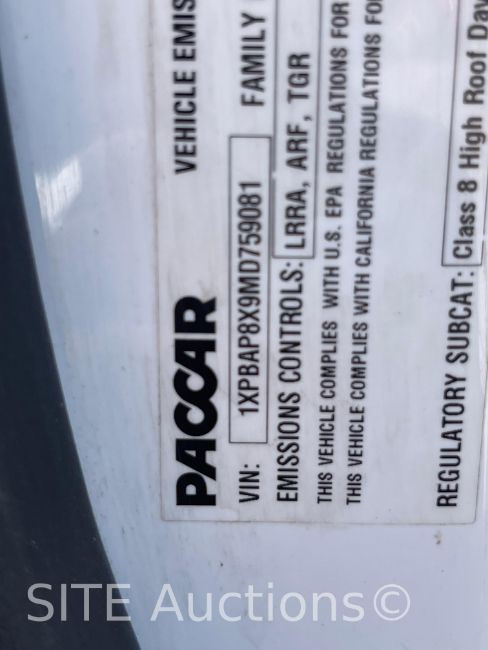 VEHICLE EMIS
PACCAR
VIN: 1XPBAP8X9MD759081 FAMILY
EMISSIONS CONTROLS: LRRA, ARF, TGR
THIS VEHICLE COMPLIES WITH U.S. EPA REGULATIONS FOR
THIS VEHICLE COMPLIES WITH CALIFORNIA REGULATIONS FO
REGULATORY SUBCAT: Class 8 High Roof Day
SITE Auctions©